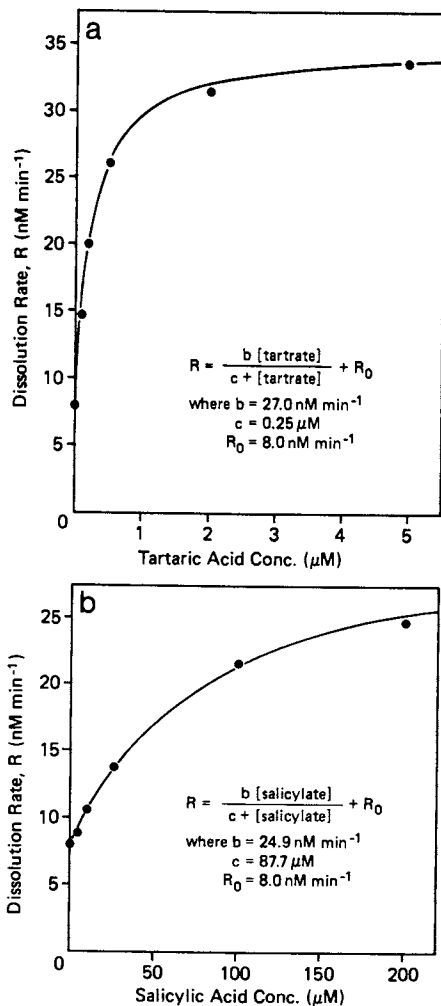 a
35
30
25
20
15
10
5
0
Dissolution Rate, R (nM min⁻¹)
R = b [tartrate] / c + [tartrate] + R₀
where b = 27.0 nM min⁻¹
c = 0.25 μM
R₀ = 8.0 nM min⁻¹
1 2 3 4 5
Tartaric Acid Conc. (μM)
b
25
20
15
10
5
0
Dissolution Rate, R (nM min⁻¹)
R = b [salicylate] / c + [salicylate] + R₀
where b = 24.9 nM min⁻¹
c = 87.7 μM
R₀ = 8.0 nM min⁻¹
50 100 150 200
Salicylic Acid Conc. (μM)